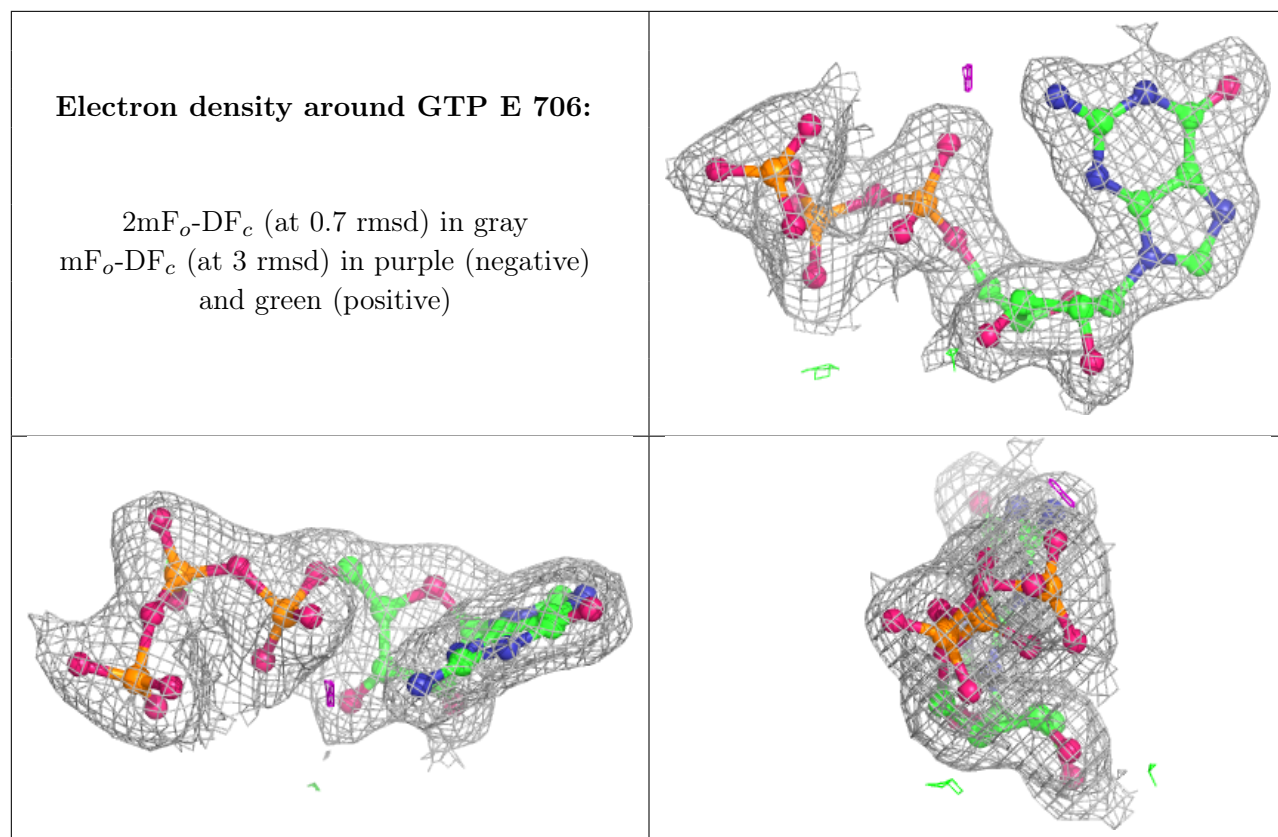 Electron density around GTP E 706:
2mFo-DFc (at 0.7 rmsd) in gray
mFo-DFc (at 3 rmsd) in purple (negative)
and green (positive)